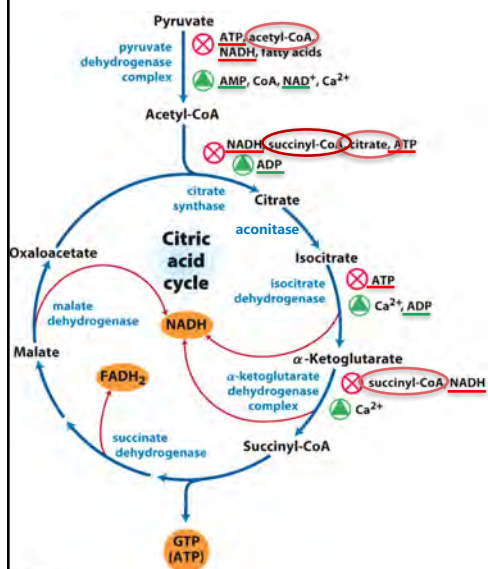 Pyruvate
pyruvate
dehydrogenase
complex
ATP, acetyl-CoA,
NADH, fatty acids
AMP, CoA, NAD⁺, Ca²⁺
Acetyl-CoA
NADH, succinyl-CoA, citrate, ATP
ADP
citrate
synthase
Citrate
aconitase
Oxaloacetate
Citric
acid
cycle
Isocitrate
isocitrate
dehydrogenase
ATP
Ca²⁺, ADP
malate
dehydrogenase
NADH
Malate
FADH₂
α-Ketoglutarate
α-ketoglutarate
dehydrogenase
complex
succinyl-CoA, NADH
Ca²⁺
succinate
dehydrogenase
Succinyl-CoA
GTP
(ATP)